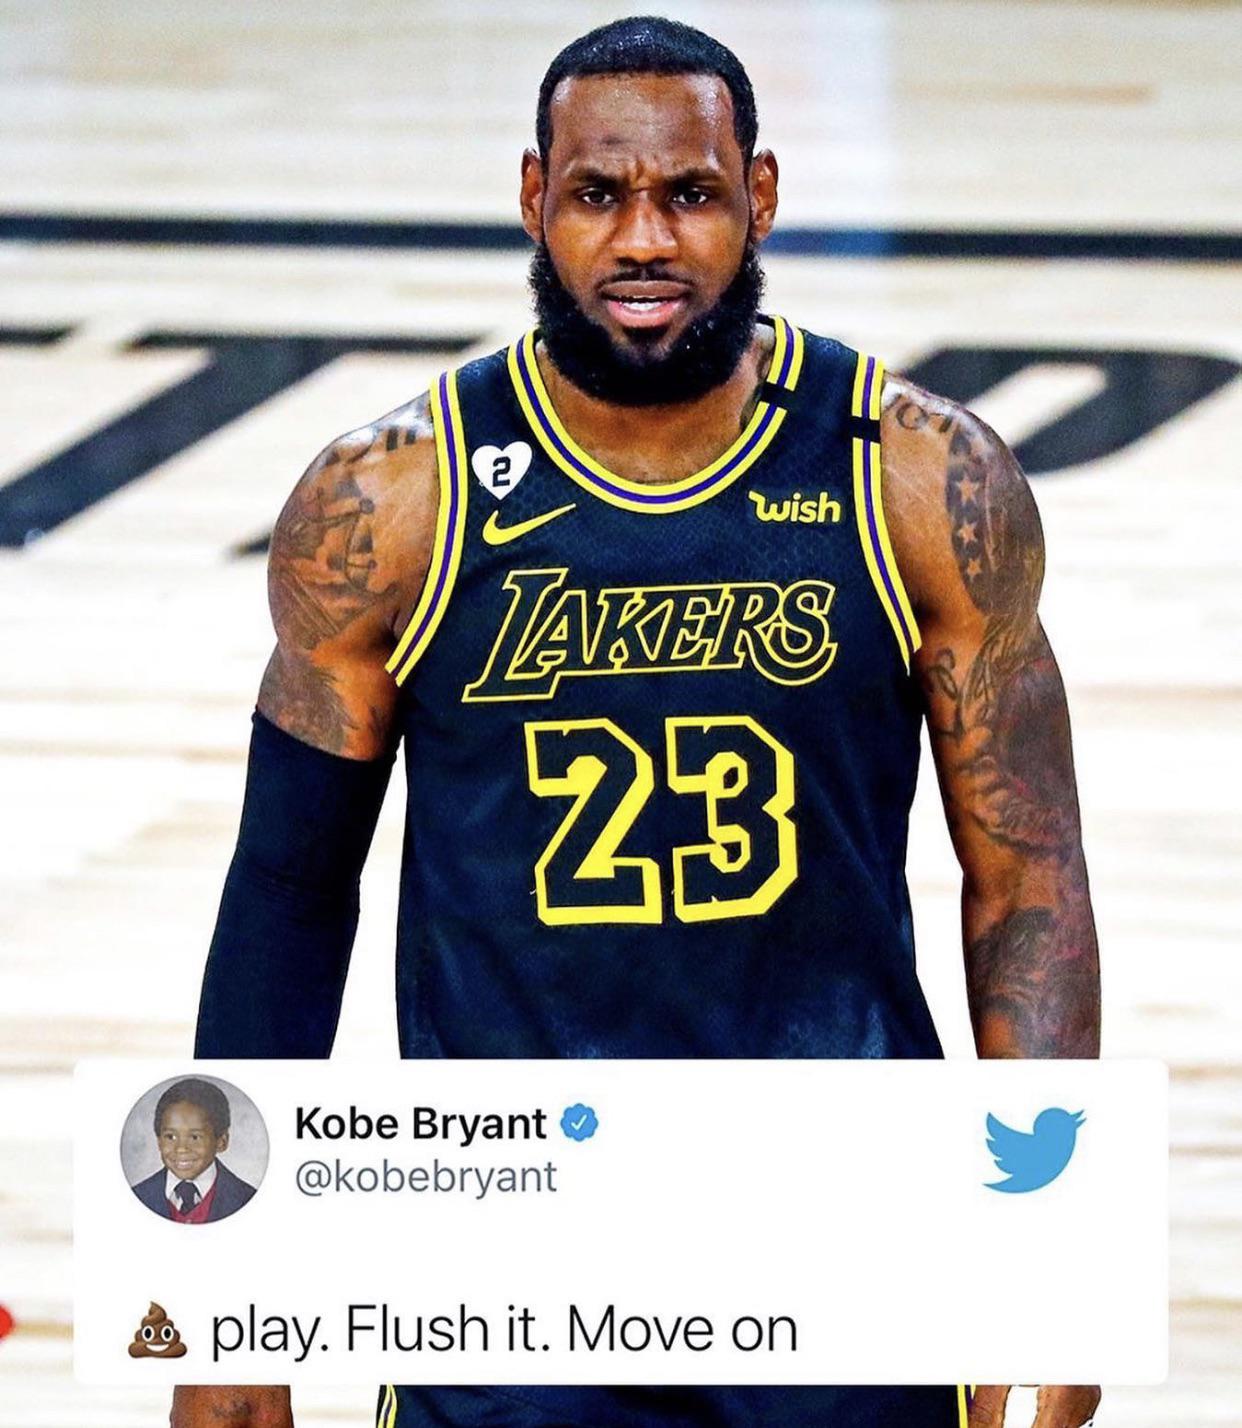 2
wish
LAKERS
23
Kobe Bryant
@kobebryant
💩 play. Flush it. Move on